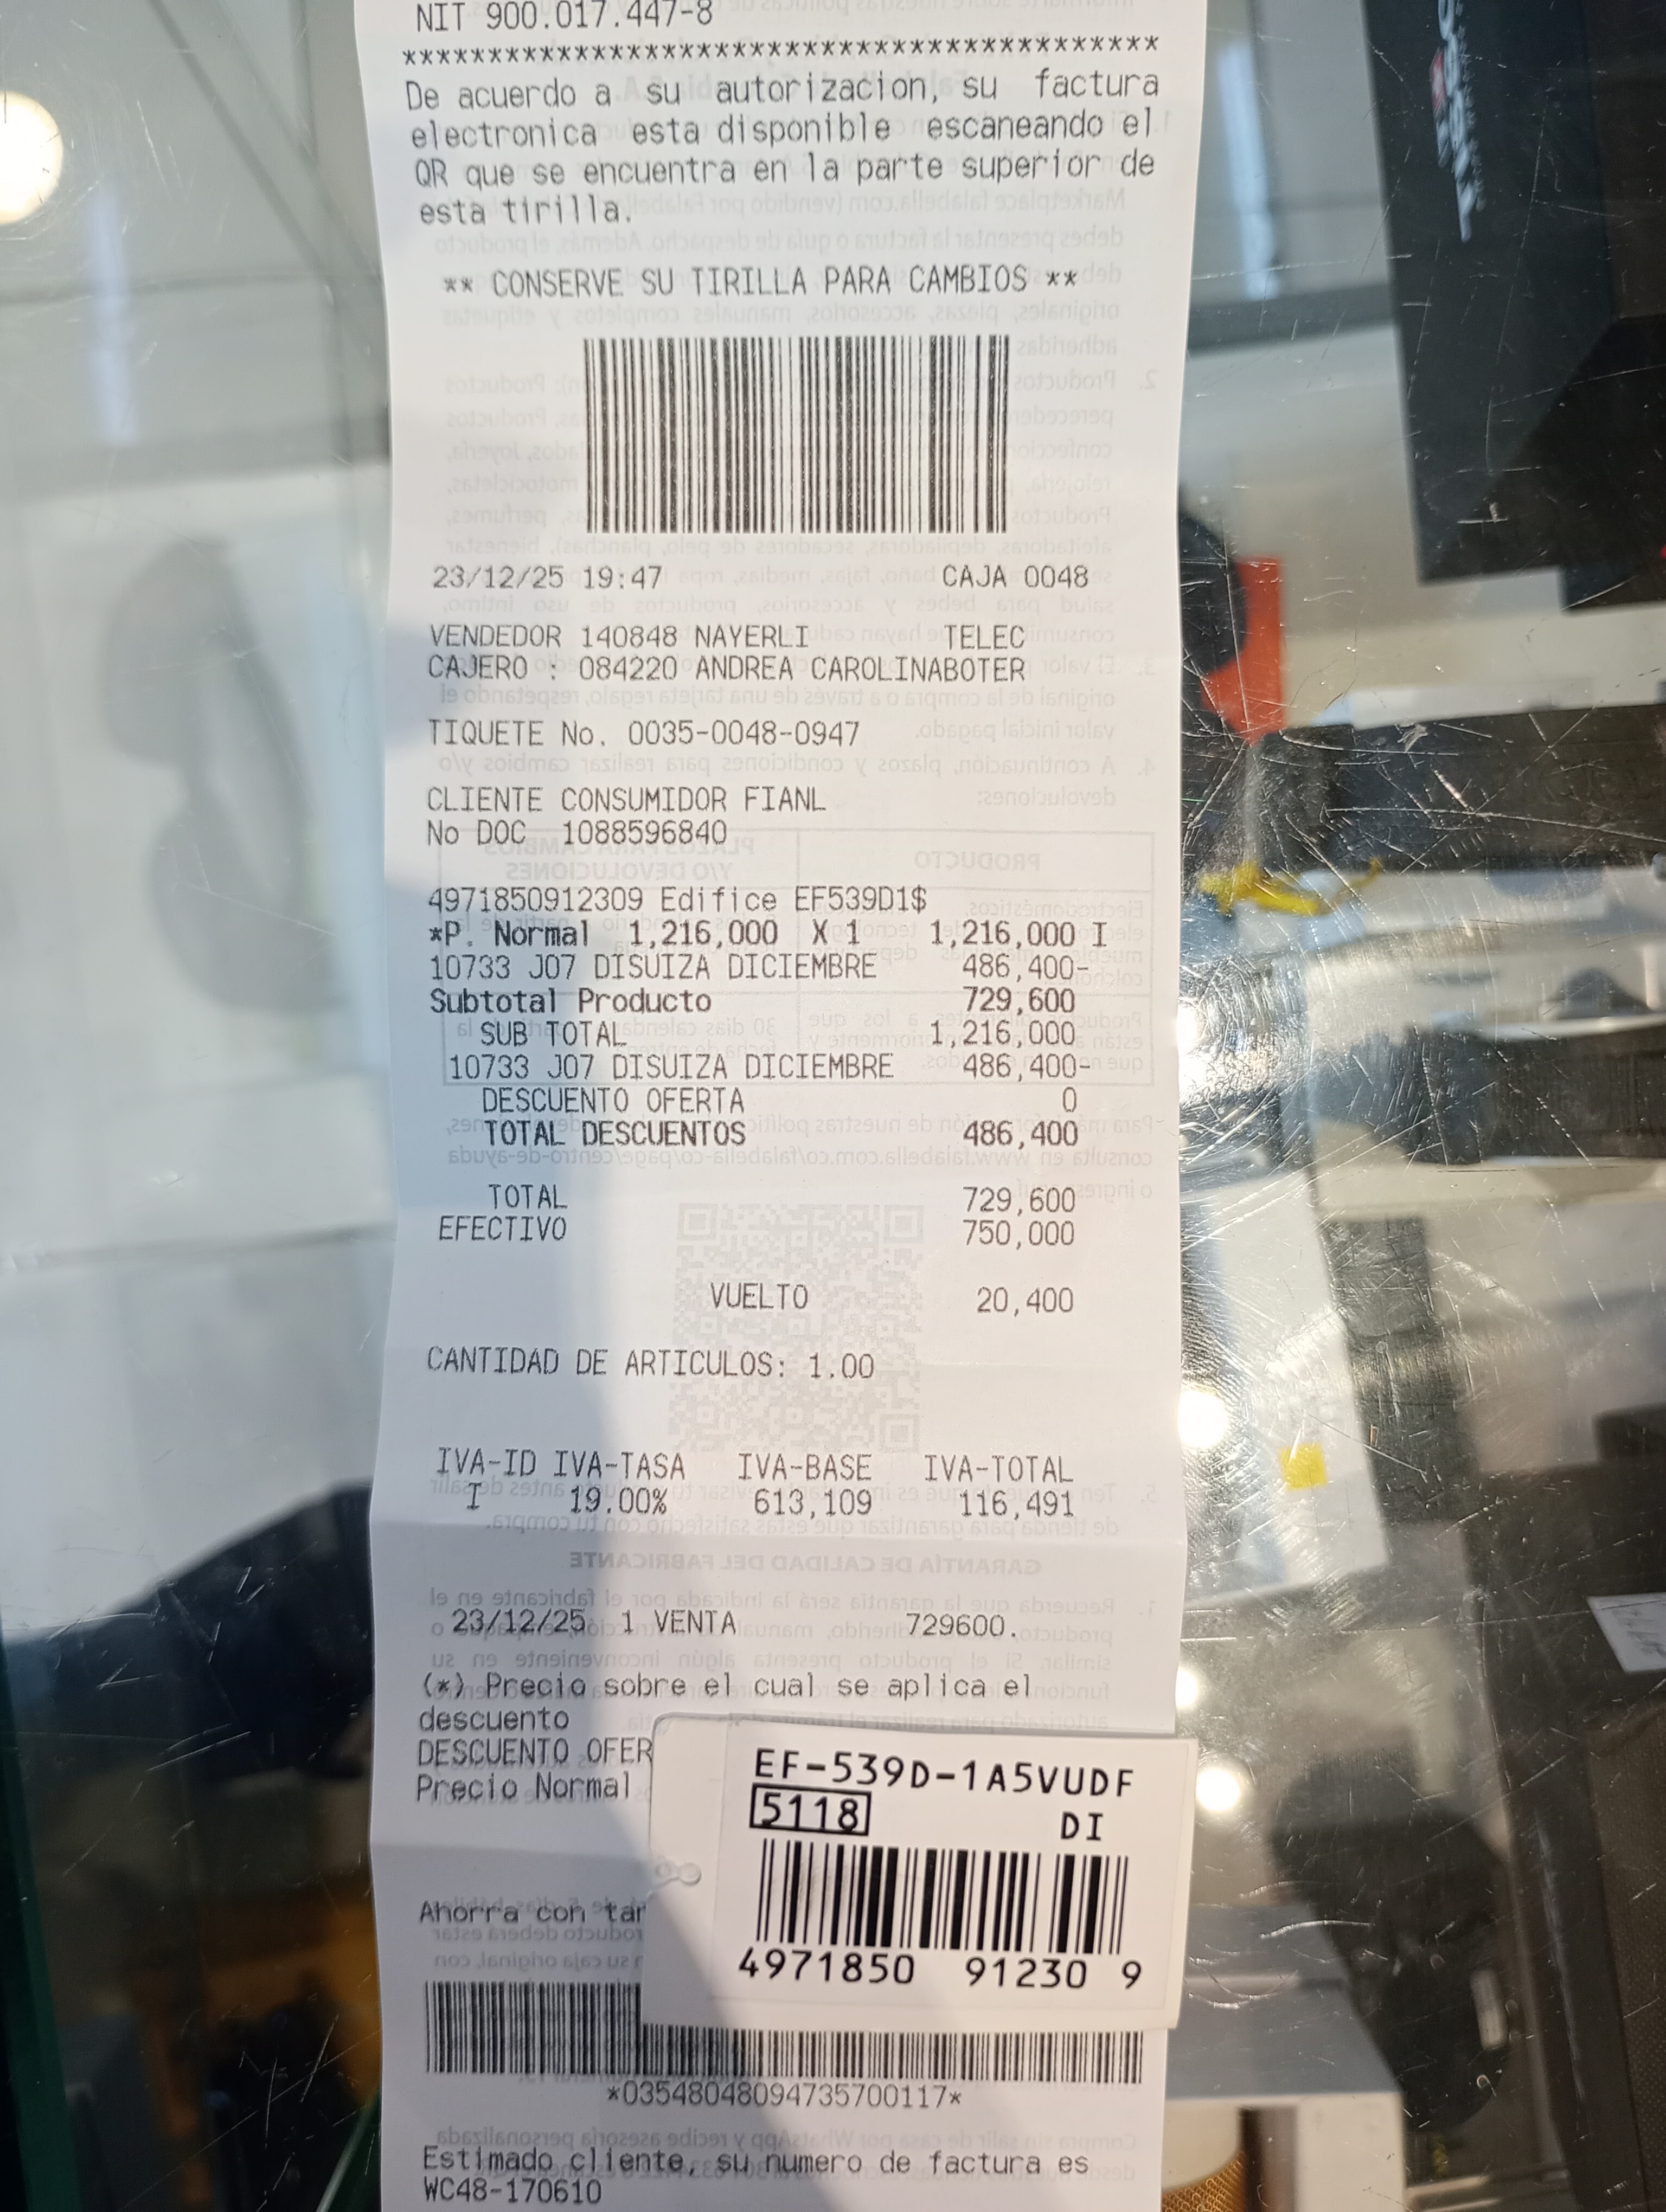 NIT 900.017.447-8
*********************************************
De acuerdo a su autorizacion, su factura
electronica esta disponible escaneando el
QR que se encuentra en la parte superior de
esta tirilla.
** CONSERVE SU TIRILLA PARA CAMBIOS **
23/12/25 19:47 CAJA 0048
VENDEDOR 140848 NAYERLI TELEC
CAJERO : 084220 ANDREA CAROLINABOTER
TIQUETE No. 0035-0048-0947
CLIENTE CONSUMIDOR FIANL
No DOC 1088596840
4971850912309 Edifice EF539D1$
*P. Normal 1,216,000 X 1 1,216,000 I
10733 J07 DISUIZA DICIEMBRE 486,400-
Subtotal Producto 729,600
SUB TOTAL 1,216,000
10733 J07 DISUIZA DICIEMBRE 486,400-
DESCUENTO OFERTA 0
TOTAL DESCUENTOS 486,400
TOTAL 729,600
EFECTIVO 750,000
VUELTO 20,400
CANTIDAD DE ARTICULOS: 1.00
IVA-ID IVA-TASA IVA-BASE IVA-TOTAL
I 19.00% 613,109 116,491
23/12/25 1 VENTA 729600.
(*) Precio sobre el cual se aplica el
descuento
DESCUENTO OFER
Precio Normal
EF-539D-1A5VUDF
5118 DI
4971850 91230 9
Ahorra con tar
*03548048094735700117*
Estimado cliente, su numero de factura es
WC48-170610